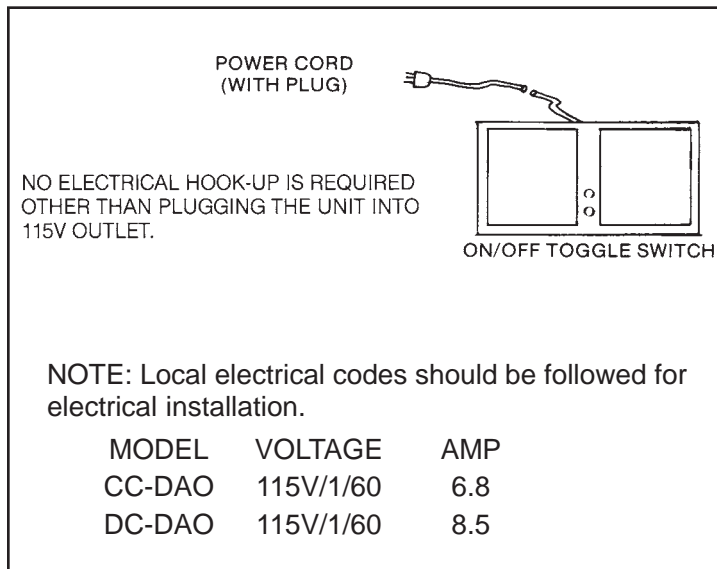 POWER CORD
(WITH PLUG)
NO ELECTRICAL HOOK-UP IS REQUIRED
OTHER THAN PLUGGING THE UNIT INTO
115V OUTLET.
ON/OFF TOGGLE SWITCH
NOTE: Local electrical codes should be followed for
electrical installation.
MODEL VOLTAGE AMP
CC-DAO 115V/1/60 6.8
DC-DAO 115V/1/60 8.5